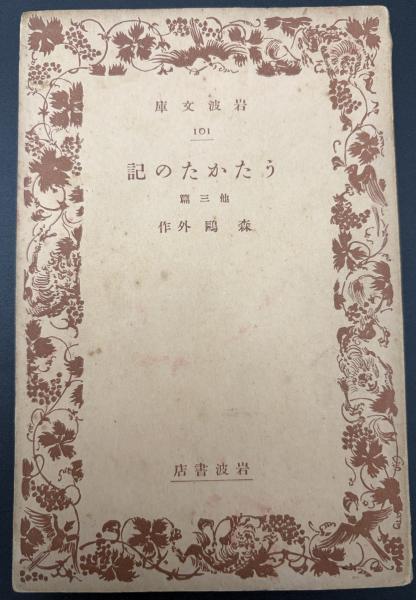 岩波文庫
101
うたかたの記
他三篇
森鷗外作
岩波書店